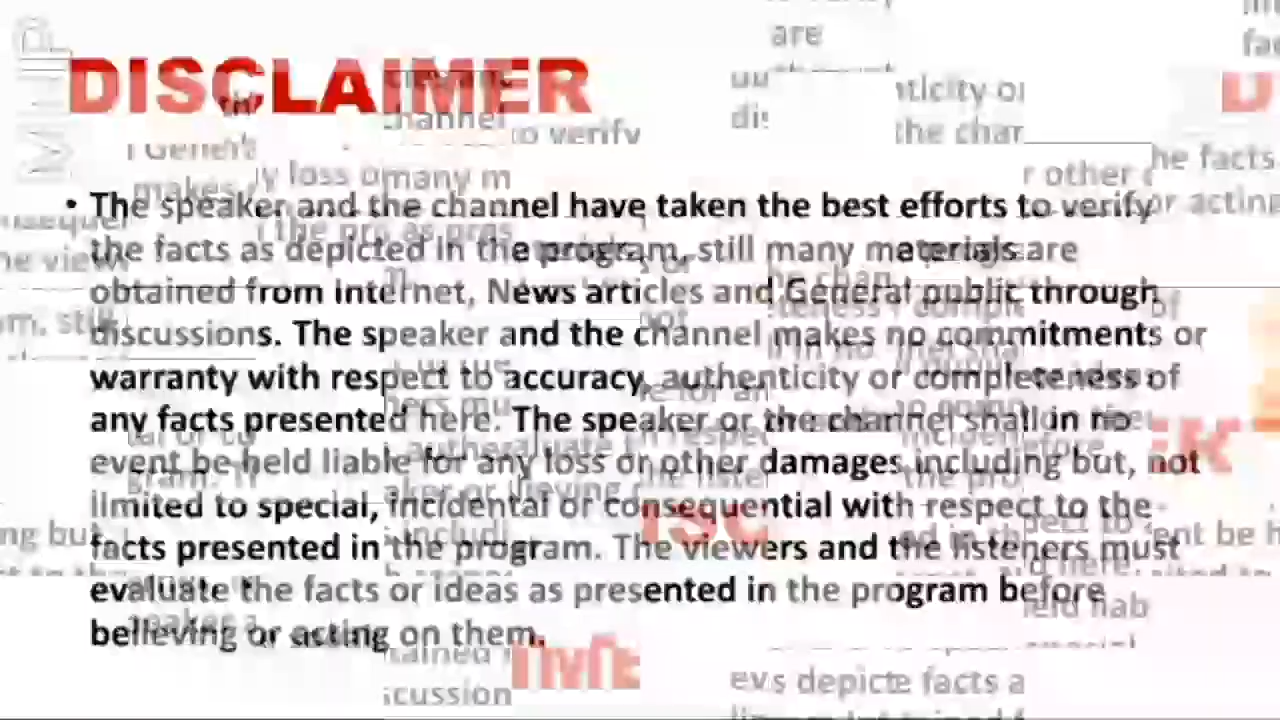 DISCLAIMER
• The speaker and the channel have taken the best efforts to verify
the facts as depicted in the program, still many materials are
obtained from Internet, News articles and General public through
discussions. The speaker and the channel makes no commitments or
warranty with respect to accuracy, authenticity or completeness of
any facts presented here. The speaker or the channel shall in no
event be held liable for any loss or other damages including but, not
limited to special, incidental or consequential with respect to the
facts presented in the program. The viewers and the listeners must
evaluate the facts or ideas as presented in the program before
believing or acting on them.